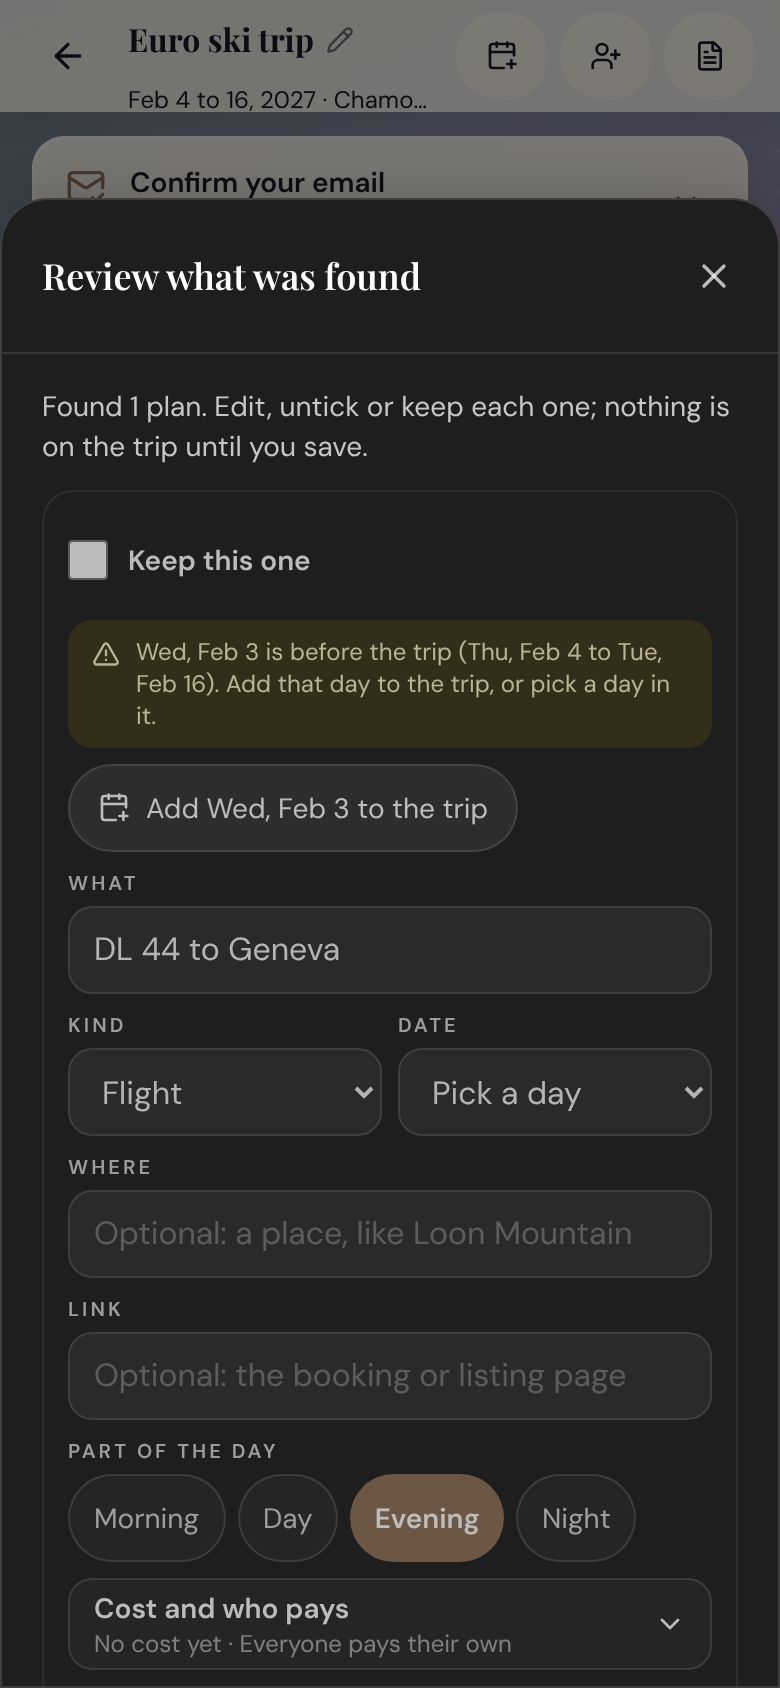 Euro ski trip
Feb 4 to 16, 2027 · Chamo…
Confirm your email
Review what was found
Found 1 plan. Edit, untick or keep each one; nothing is
on the trip until you save.
Keep this one
Wed, Feb 3 is before the trip (Thu, Feb 4 to Tue,
Feb 16). Add that day to the trip, or pick a day in
it.
Add Wed, Feb 3 to the trip
WHAT
DL 44 to Geneva
KIND
DATE
Flight
Pick a day
WHERE
Optional: a place, like Loon Mountain
LINK
Optional: the booking or listing page
PART OF THE DAY
Morning
Day
Evening
Night
Cost and who pays
No cost yet · Everyone pays their own